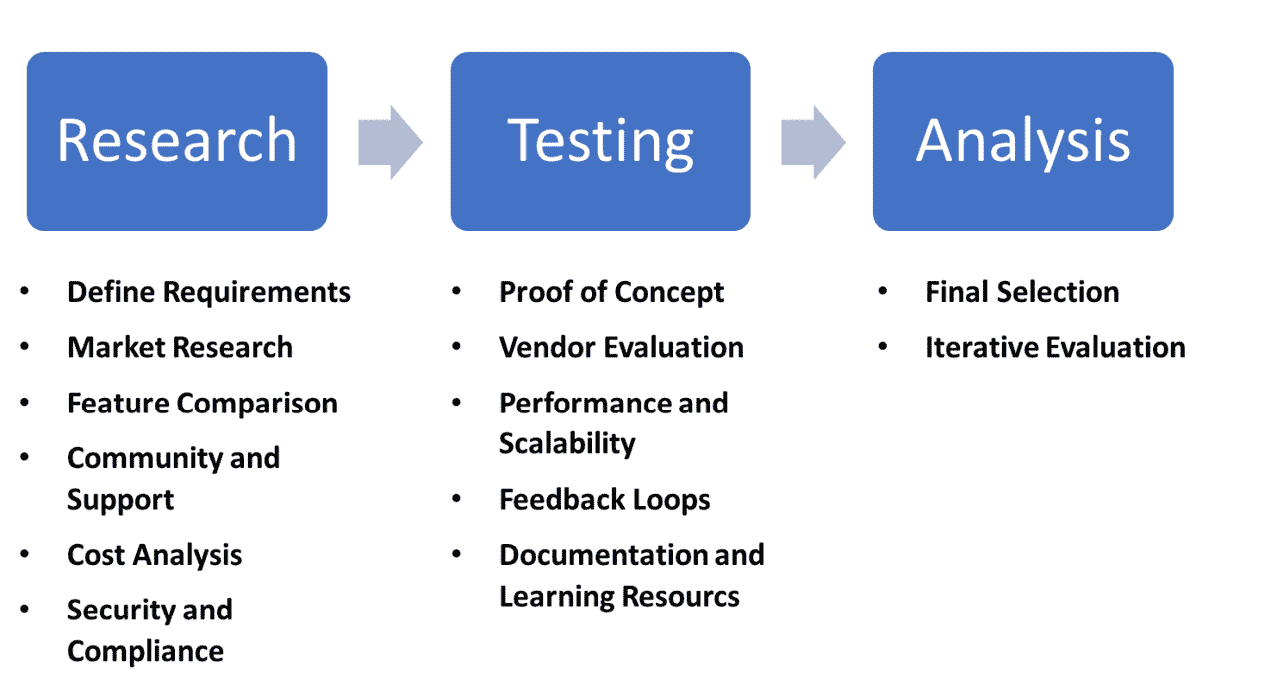 Research
Testing
Analysis
• Define Requirements
• Market Research
• Feature Comparison
• Community and
Support
• Cost Analysis
• Security and
Compliance
• Proof of Concept
• Vendor Evaluation
• Performance and
Scalability
• Feedback Loops
• Documentation and
Learning Resourcs
• Final Selection
• Iterative Evaluation